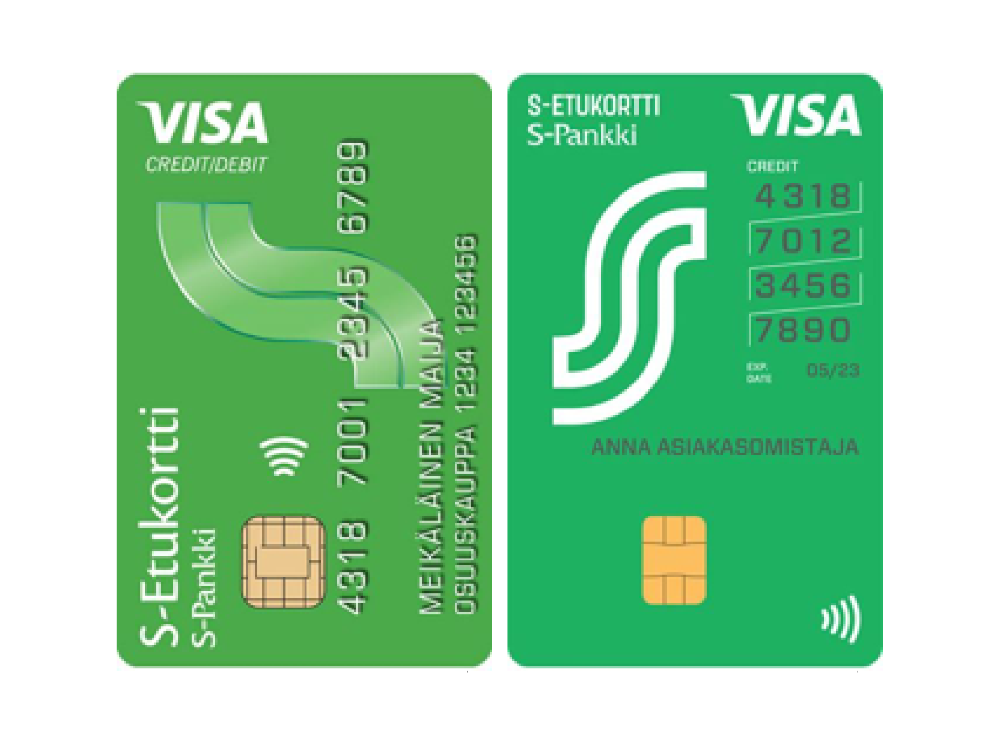 VISA
CREDIT/DEBIT
S-Etukortti
S-Pankki
4318 7001 2345 6789
MEIKÄLÄINEN MAIJA
OSUUSKAUPPA 1234 123456
S-ETUKORTTI
S-Pankki
VISA
CREDIT
4318
7012
3456
7890
EXP.
DATE 05/23
ANNA ASIAKASOMISTAJA